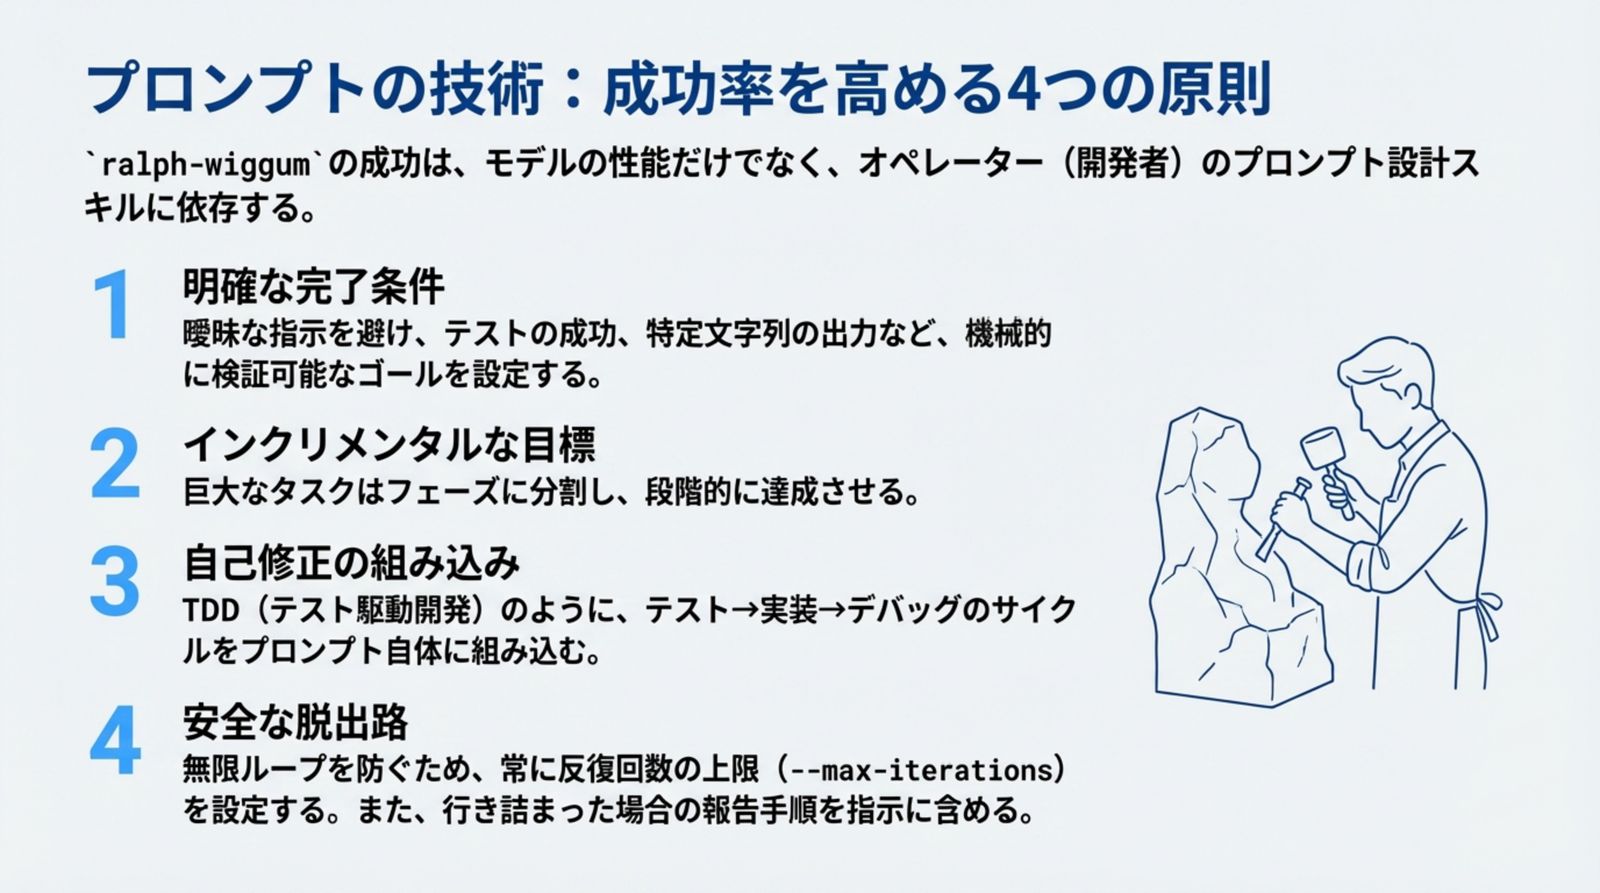 プロンプトの技術：成功率を高める4つの原則
`ralph-wiggum`の成功は、モデルの性能だけでなく、オペレーター（開発者）のプロンプト設計ス
キルに依存する。
1
明確な完了条件
曖昧な指示を避け、テストの成功、特定文字列の出力など、機械的
に検証可能なゴールを設定する。
2
インクリメンタルな目標
巨大なタスクはフェーズに分割し、段階的に達成させる。
3
自己修正の組み込み
TDD（テスト駆動開発）のように、テスト→実装→デバッグのサイク
ルをプロンプト自体に組み込む。
4
安全な脱出路
無限ループを防ぐため、常に反復回数の上限（--max-iterations）
を設定する。また、行き詰まった場合の報告手順を指示に含める。